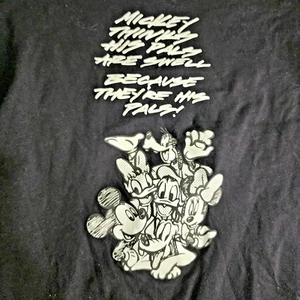 MICKEY
THINKS
HIS PALS
ARE SWELL
BECAUSE
THEY'RE HIS
PALS!